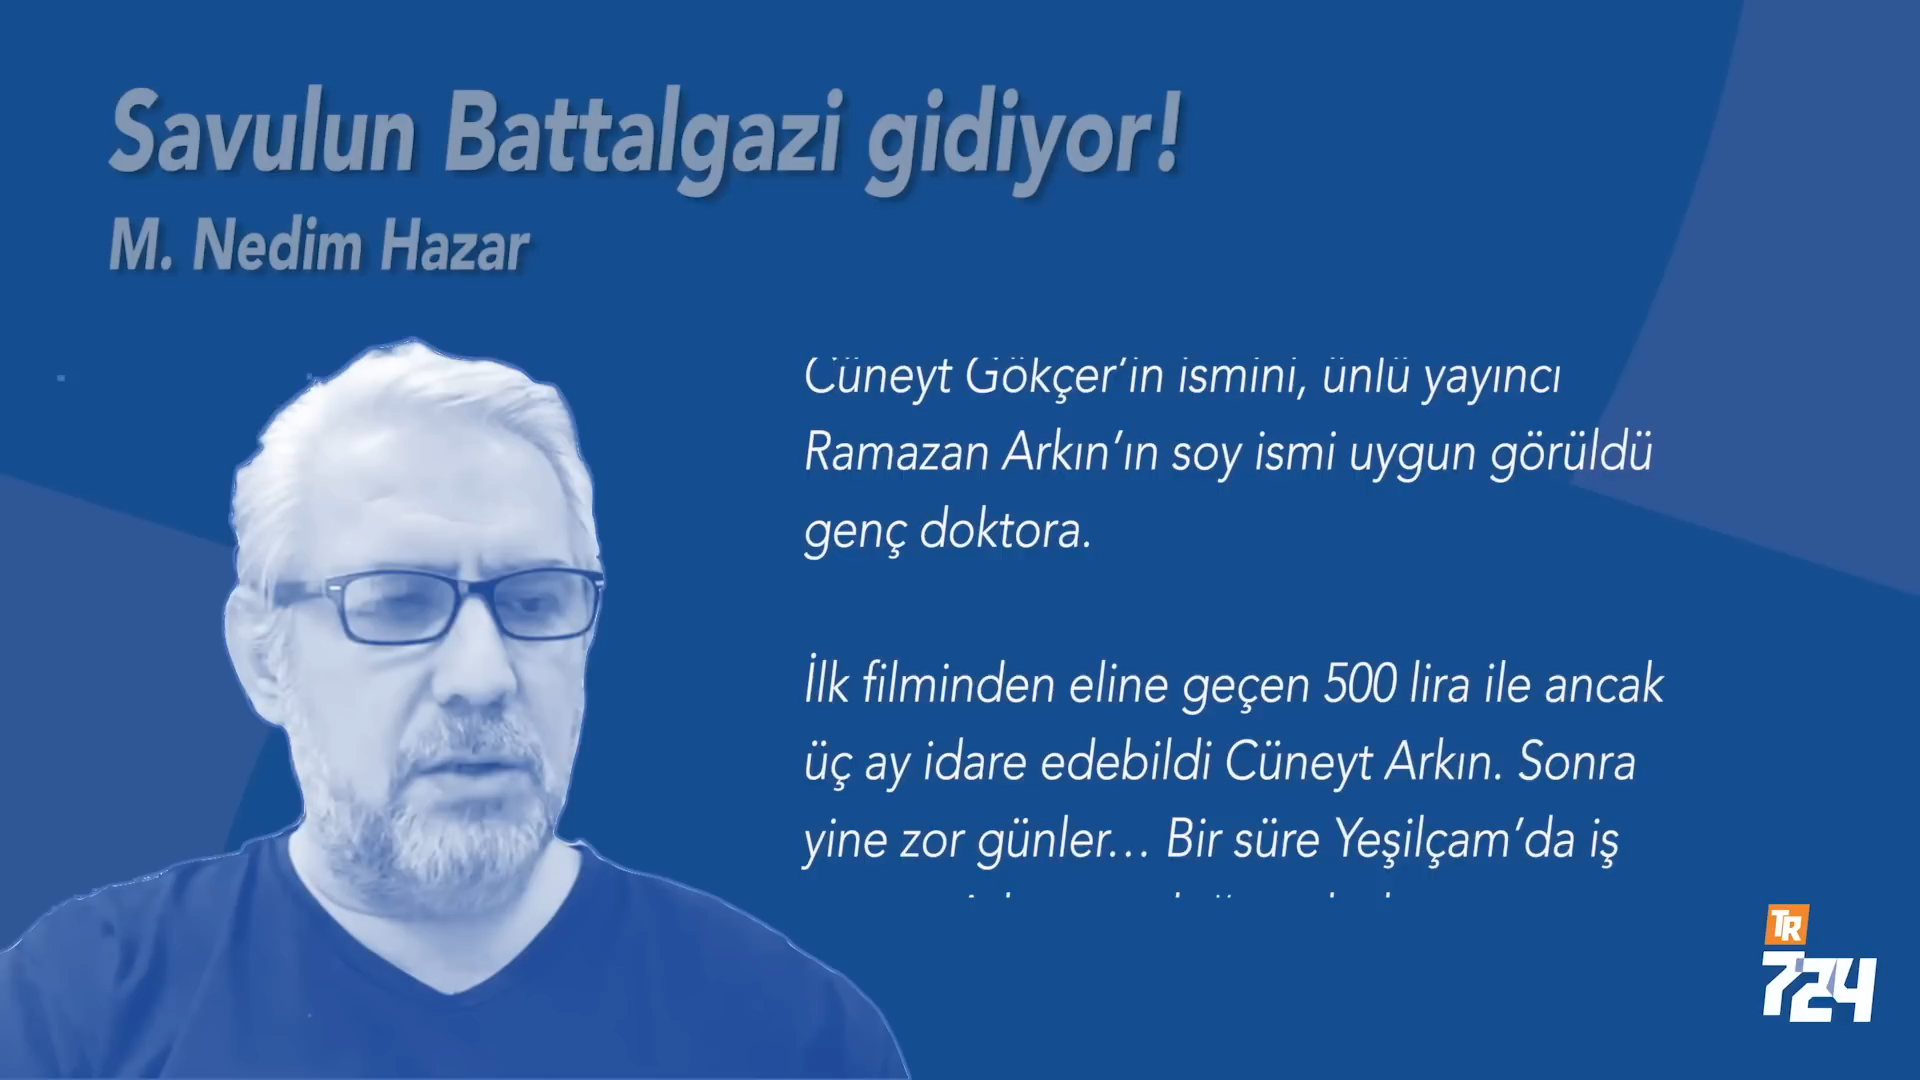 Savulun Battalgazi gidiyor!
M. Nedim Hazar
Cüneyt Gökçer’in ismini, ünlü yayıncı
Ramazan Arkın’ın soy ismi uygun görüldü
genç doktora.
İlk filminden eline geçen 500 lira ile ancak
üç ay idare edebildi Cüneyt Arkın. Sonra
yine zor günler… Bir süre Yeşilçam’da iş
TR
724